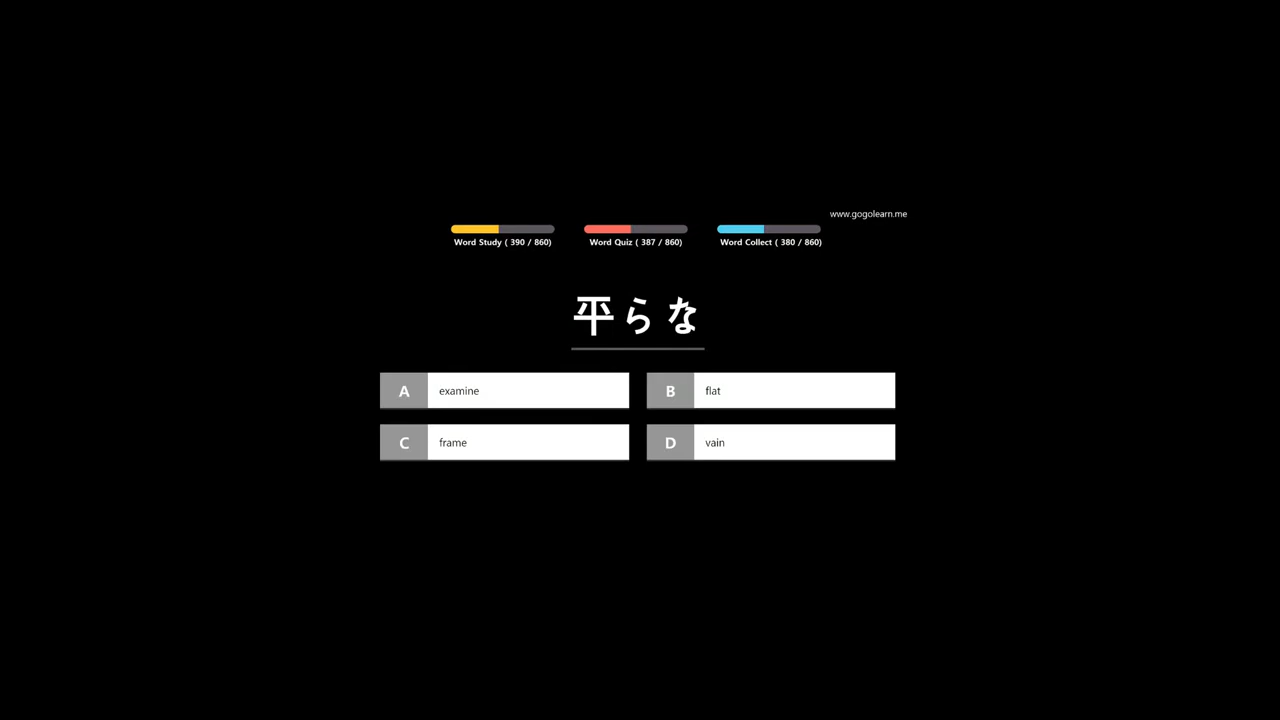 www.gogolearn.me
Word Study ( 390 / 860)
Word Quiz ( 387 / 860)
Word Collect ( 380 / 860)
平らな
A examine
B flat
C frame
D vain